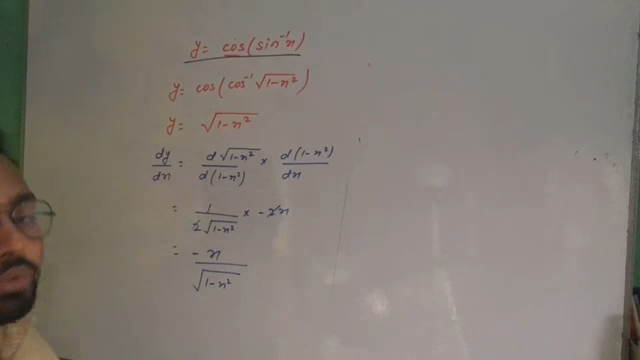 y = cos(sin⁻¹x)
y = cos(cos⁻¹ √(1-x²))
y = √(1-x²)
dy/dx = d√(1-x²)/d(1-x²) × d(1-x²)/dx
= 1/(2√(1-x²)) × -2x
= -x/√(1-x²)